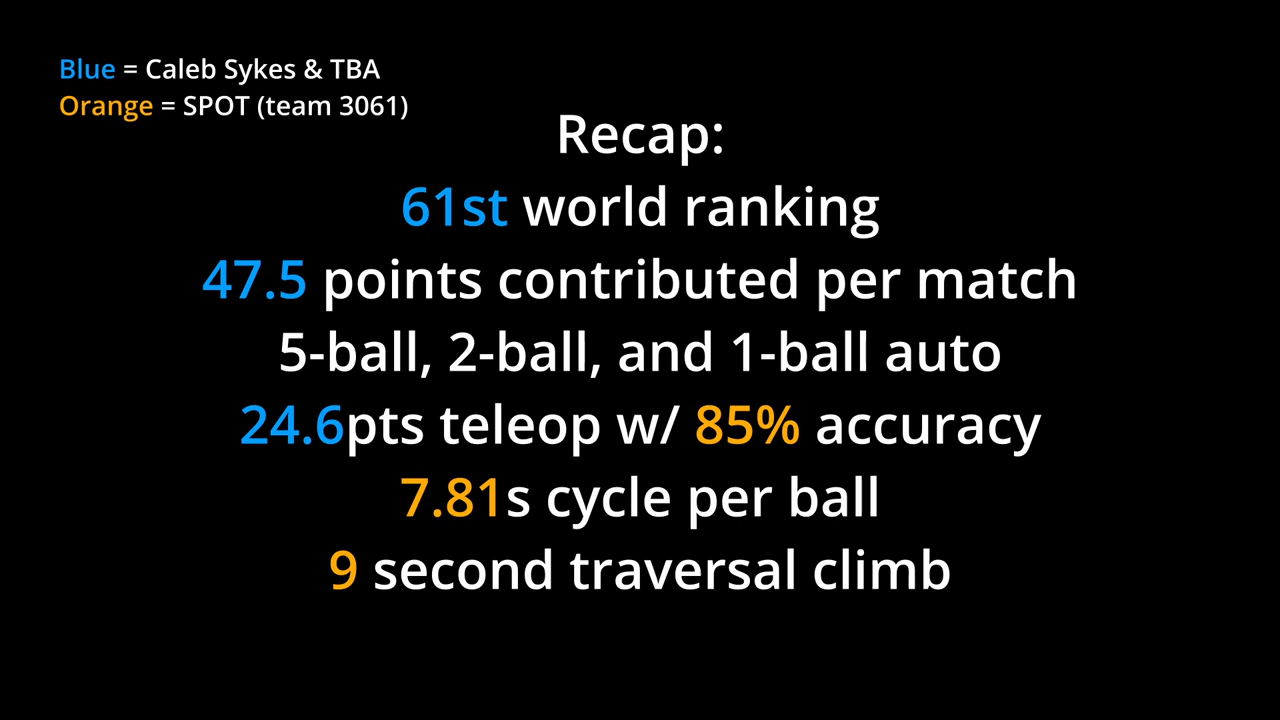 Blue = Caleb Sykes & TBA
Orange = SPOT (team 3061)
Recap:
61st world ranking
47.5 points contributed per match
5-ball, 2-ball, and 1-ball auto
24.6pts teleop w/ 85% accuracy
7.81s cycle per ball
9 second traversal climb